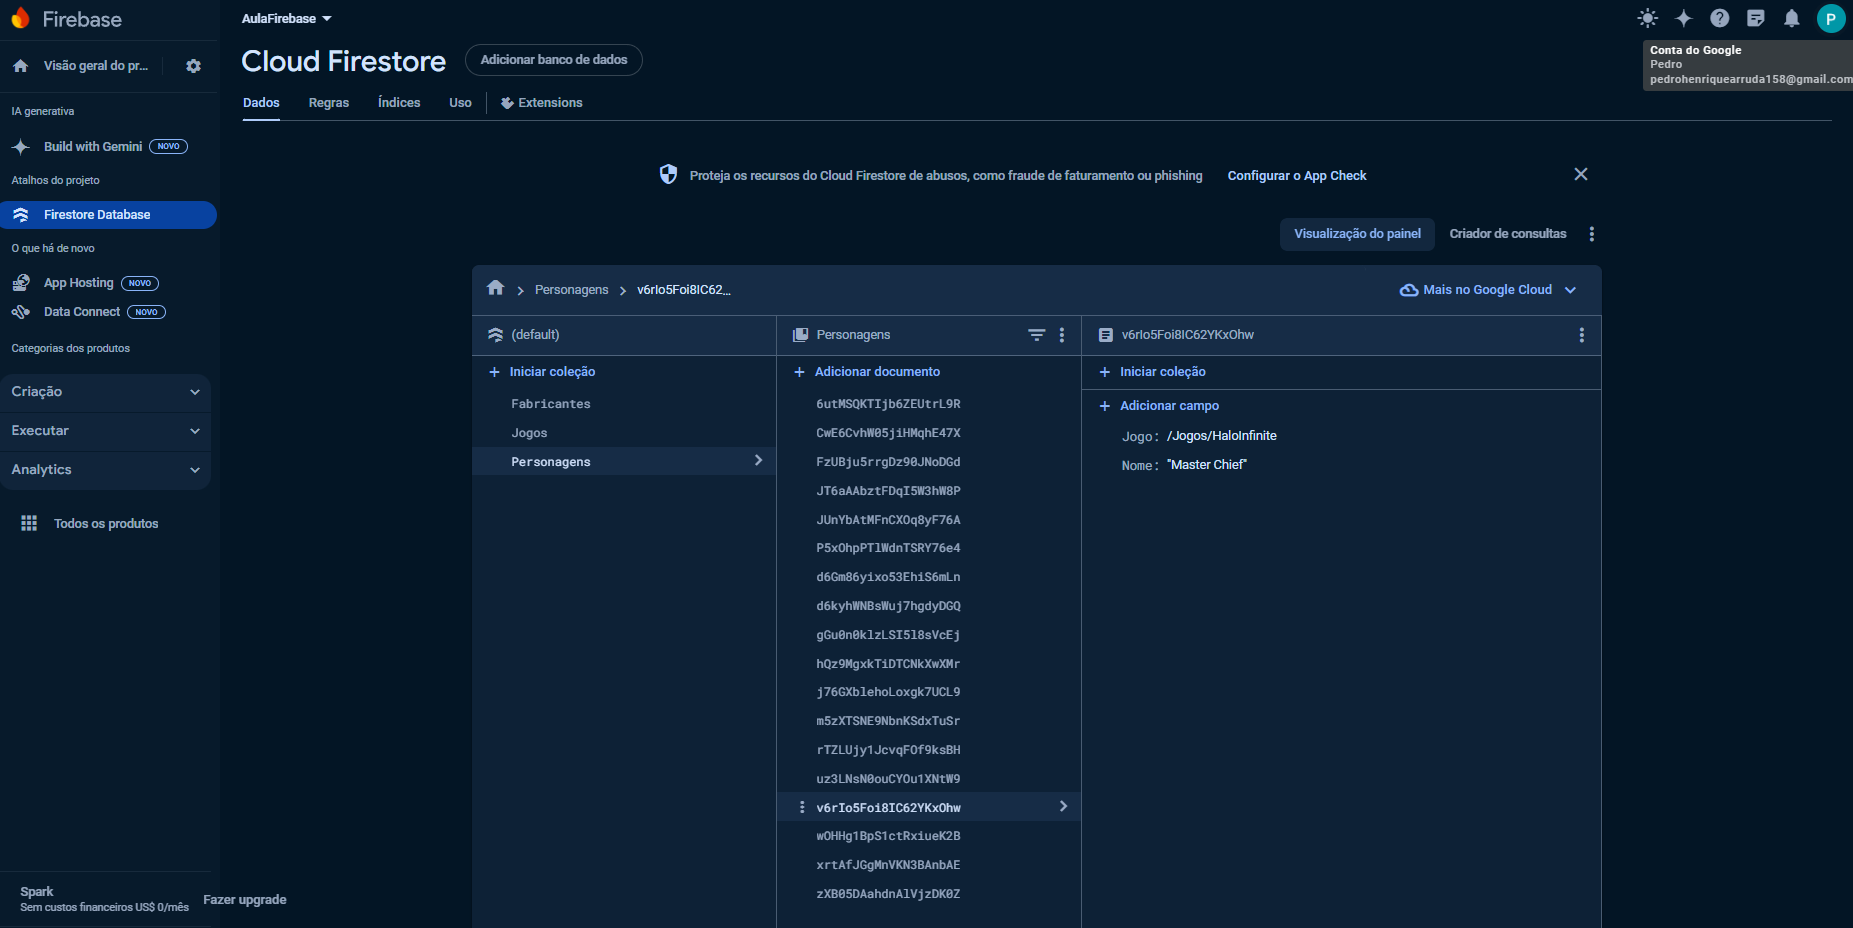 Firebase
AulaFirebase
Conta do Google
Pedro
pedrohenriquearruda158@gmail.com
Visão geral do pr...
Cloud Firestore
Adicionar banco de dados
Dados
Regras
Índices
Uso
Extensions
IA generativa
Build with Gemini NOVO
Atalhos do projeto
Firestore Database
O que há de novo
App Hosting NOVO
Data Connect NOVO
Categorias dos produtos
Criação
Executar
Analytics
Todos os produtos
Spark
Sem custos financeiros US$ 0/mês
Fazer upgrade
Proteja os recursos do Cloud Firestore de abusos, como fraude de faturamento ou phishing
Configurar o App Check
Visualização do painel
Criador de consultas
Personagens
v6rIo5Foi8IC62...
Mais no Google Cloud
(default)
Iniciar coleção
Fabricantes
Jogos
Personagens
Personagens
Adicionar documento
6utMSQKTIjb6ZEUtrL9R
CwE6CvhW05jiHMqhE47X
FzUBju5rrgDz90JNoDGd
JT6aAAbztFDqI5W3hW8P
JUnYbAtMFnCXOq8yF76A
P5xOhpPTlWdnTSRY76e4
d6Gm86yixo53EhiS6mLn
d6kyhWNBsWuj7hgdyDGQ
gGu0n0klzLSI5l8sVcEj
hQz9MgxkTiDTCNkXwXMr
j76GXblehoLoxgk7UCL9
m5zXTSNE9NbnKSdxTuSr
rTZLUjy1JcvqFOf9ksBH
uz3LNsN0ouCYOu1XNtW9
v6rIo5Foi8IC62YKxOhw
wOHHg1BpS1ctRxiueK2B
xrtAfJGgMnVKN3BAnbAE
zXB05DAahdnAlVjzDK0Z
v6rIo5Foi8IC62YKxOhw
Iniciar coleção
Adicionar campo
Jogo: /Jogos/HaloInfinite
Nome: "Master Chief"